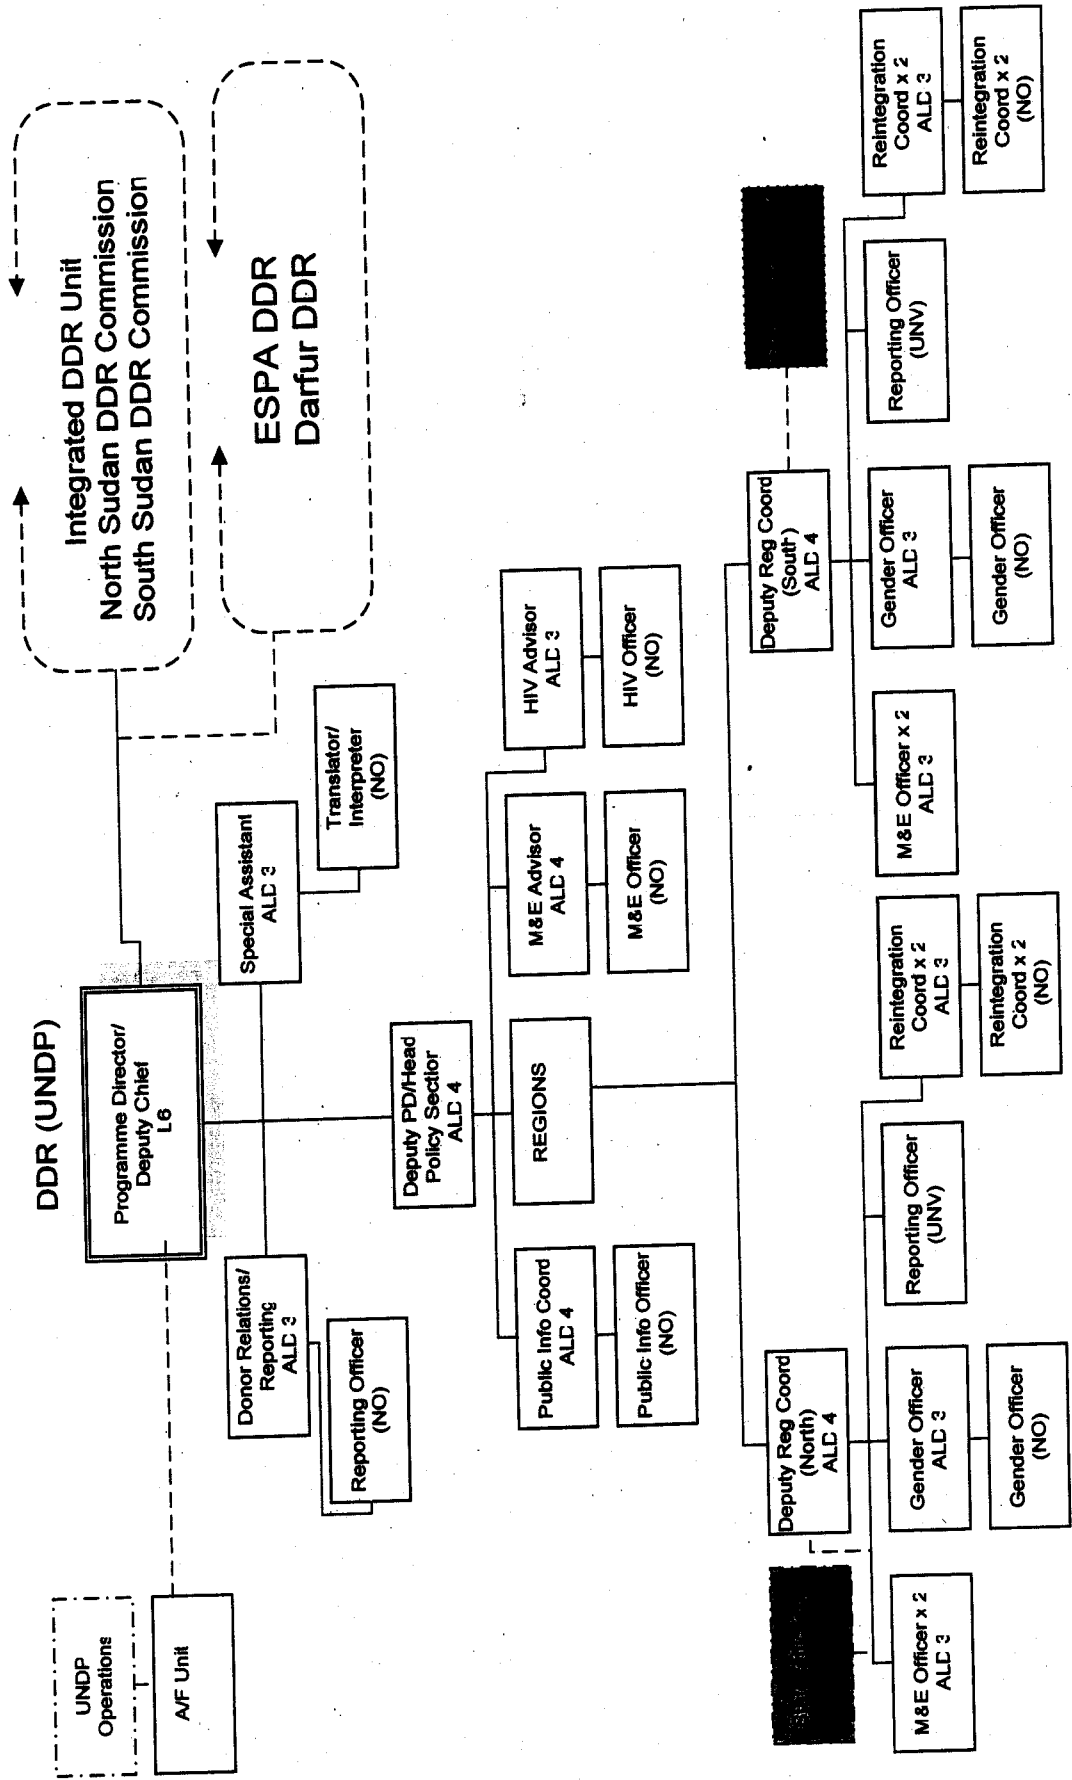 DDR (UNDP)
UNDP
Operations
A/F Unit
Programme Director/
Deputy Chief
L6
Integrated DDR Unit
North Sudan DDR Commission
South Sudan DDR Commission
ESPA DDR
Darfur DDR
Donor Relations/
Reporting
ALD 3
Reporting Officer
(NO)
Special Assistant
ALD 3
Translator/
Interpreter
(NO)
Deputy PD/Head
Policy Section
ALD 4
Public Info Coord
ALD 4
Public Info Officer
(NO)
REGIONS
M&E Advisor
ALD 4
M&E Officer
(NO)
HIV Advisor
ALD 3
HIV Officer
(NO)
Deputy Reg Coord
(North)
ALD 4
M&E Officer x 2
ALD 3
Gender Officer
ALD 3
Gender Officer
(NO)
Reporting Officer
(UNV)
Reintegration
Coord x 2
ALD 3
Reintegration
Coord x 2
(NO)
Deputy Reg Coord
(South)
ALD 4
M&E Officer x 2
ALD 3
Gender Officer
ALD 3
Gender Officer
(NO)
Reporting Officer
(UNV)
Reintegration
Coord x 2
ALD 3
Reintegration
Coord x 2
(NO)